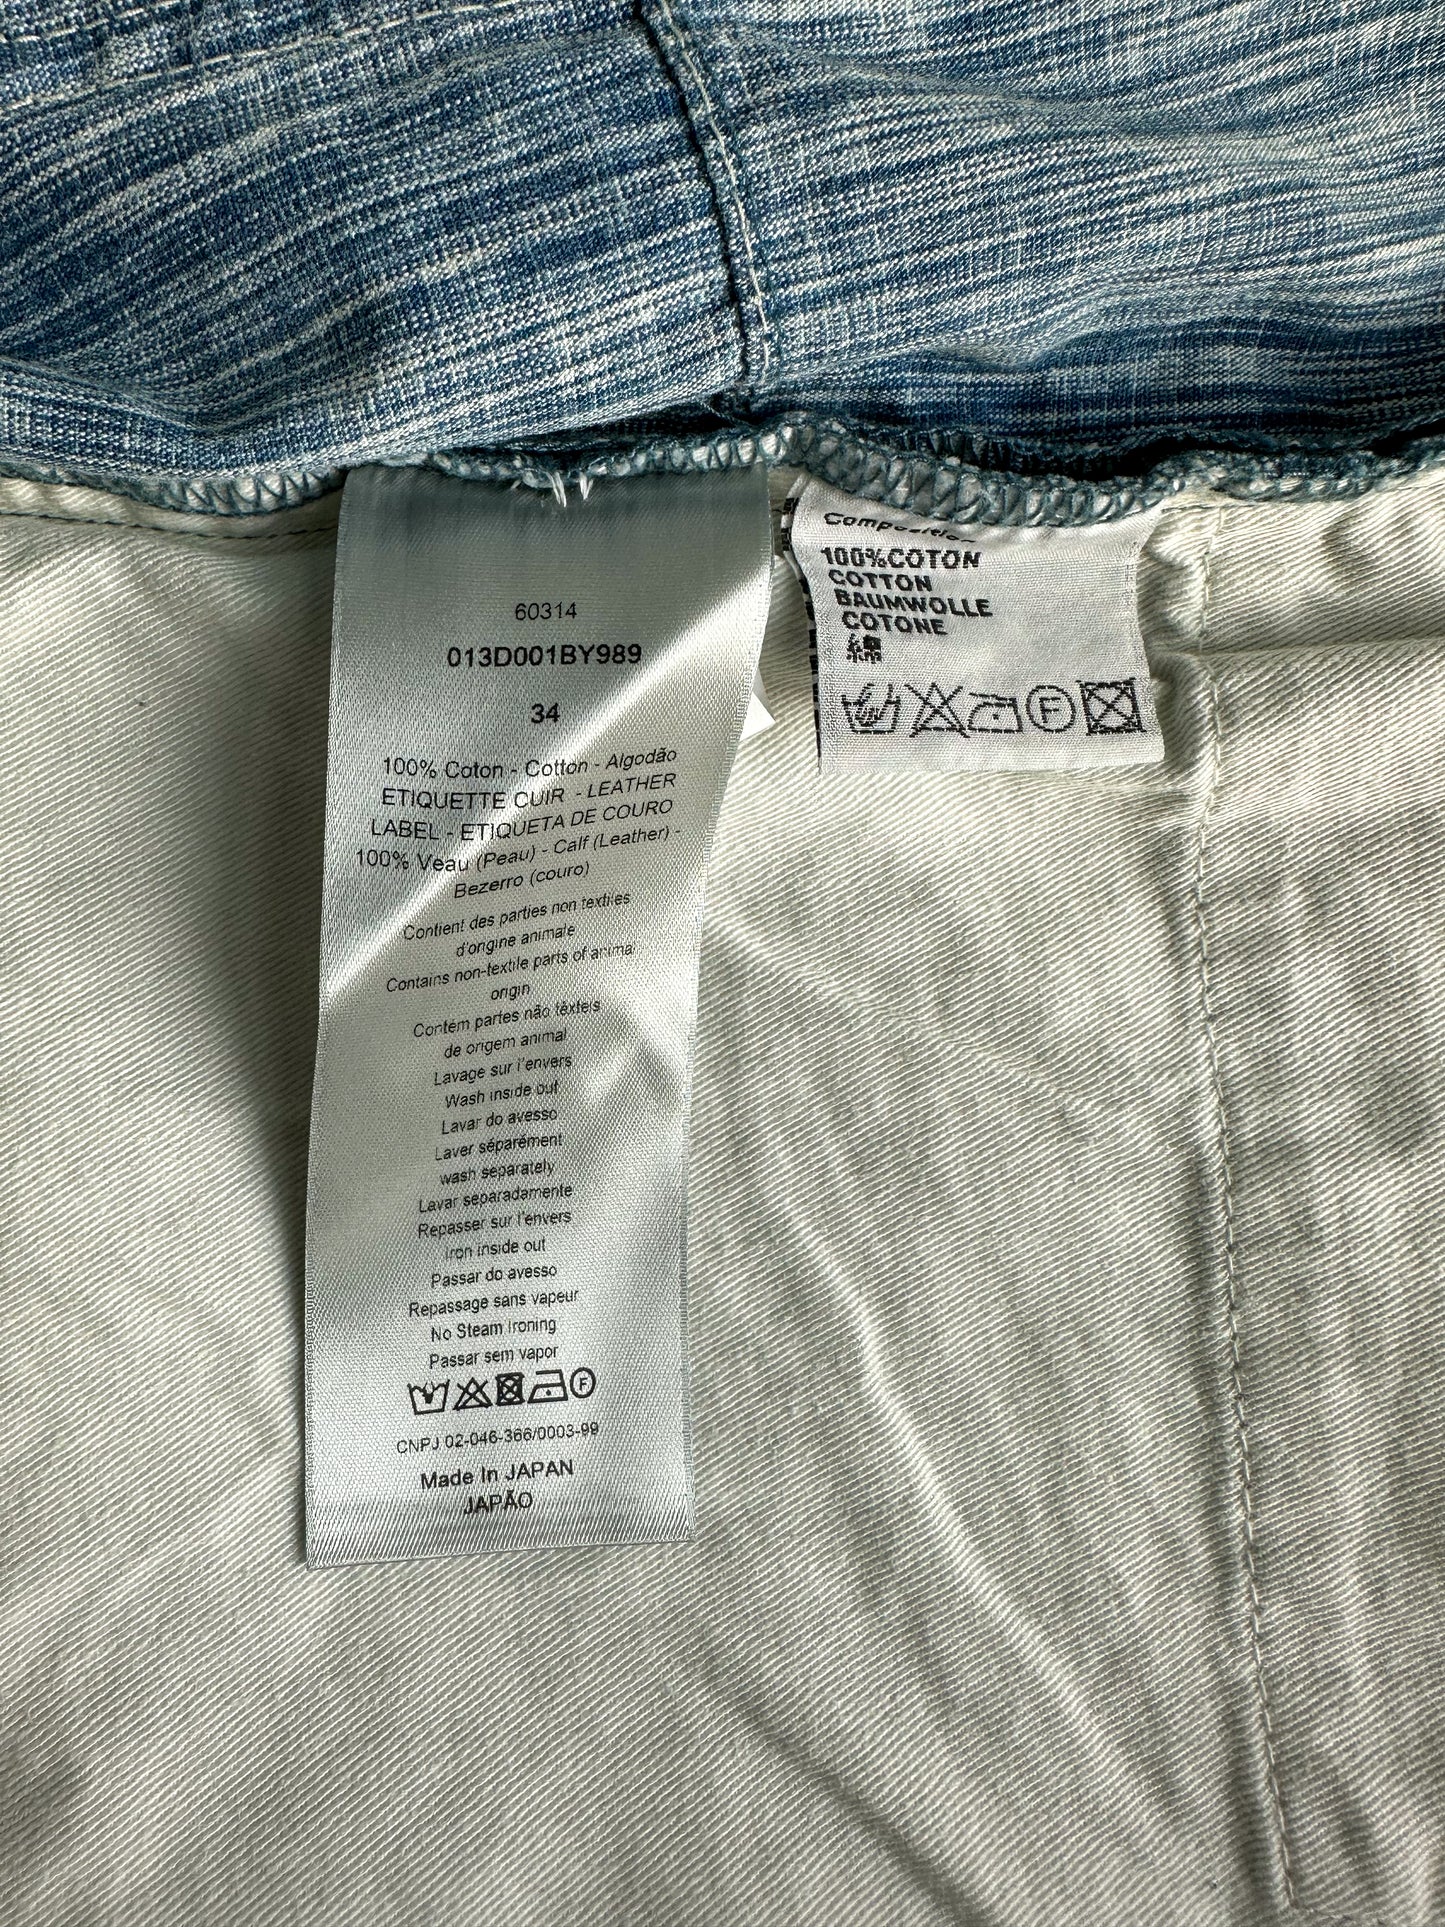 60314
013D001BY989
34
100% Coton - Cotton - Algodão
ETIQUETTE CUIR - LEATHER
LABEL - ETIQUETA DE COURO
100% Veau (Peau) - Calf (Leather) -
Bezerro (couro)
Contient des parties non textiles
d'origine animale
Contains non-textile parts of animal
origin
Contém partes não têxteis
de origem animal
Lavage sur l'envers
Wash inside out
Lavar do avesso
Laver séparément
wash separately
Lavar separadamente
Repasser sur l'envers
Iron inside out
Passar do avesso
Repassage sans vapeur
No Steam Ironing
Passar sem vapor
F
CNPJ 02-046-366/0003-99
Made In JAPAN
JAPÃO
Composition
100%COTON
COTTON
BAUMWOLLE
COTONE
綿
F